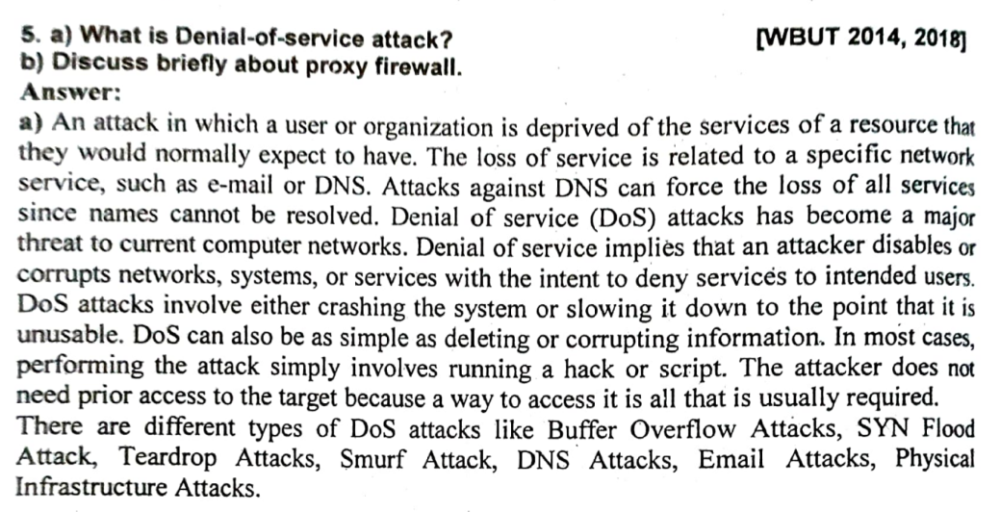 5. a) What is Denial-of-service attack? [WBUT 2014, 2018]
b) Discuss briefly about proxy firewall.
Answer:
a) An attack in which a user or organization is deprived of the services of a resource that
they would normally expect to have. The loss of service is related to a specific network
service, such as e-mail or DNS. Attacks against DNS can force the loss of all services
since names cannot be resolved. Denial of service (DoS) attacks has become a major
threat to current computer networks. Denial of service implies that an attacker disables or
corrupts networks, systems, or services with the intent to deny services to intended users.
DoS attacks involve either crashing the system or slowing it down to the point that it is
unusable. DoS can also be as simple as deleting or corrupting information. In most cases,
performing the attack simply involves running a hack or script. The attacker does not
need prior access to the target because a way to access it is all that is usually required.
There are different types of DoS attacks like Buffer Overflow Attacks, SYN Flood
Attack, Teardrop Attacks, Smurf Attack, DNS Attacks, Email Attacks, Physical
Infrastructure Attacks.